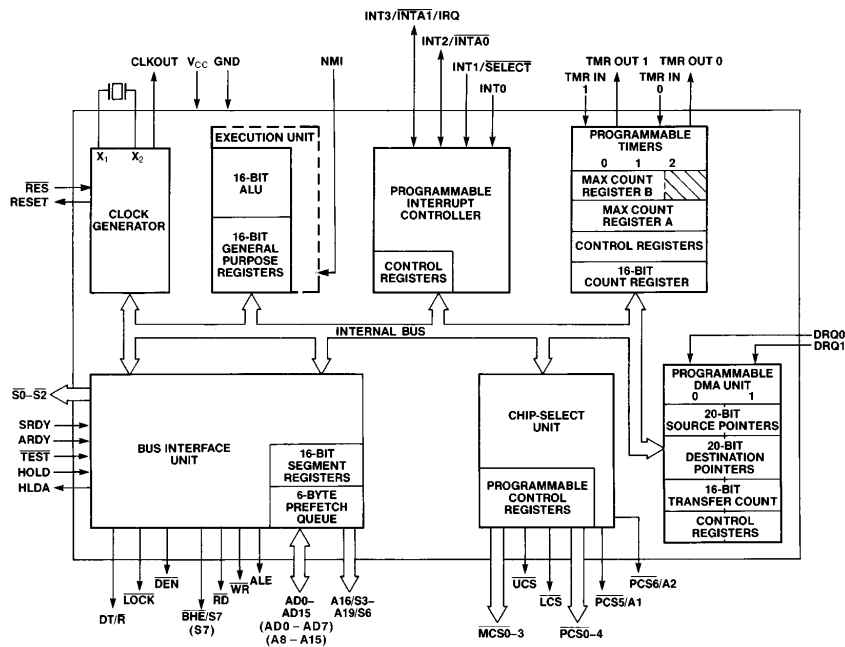 INT3/INTA1/IRQ
INT2/INTA0
INT1/SELECT
INT0
CLKOUT
VCC GND
NMI
TMR OUT 1
TMR OUT 0
TMR IN
1
TMR IN
0
X1
X2
CLOCK
GENERATOR
RES
RESET
EXECUTION UNIT
16-BIT
ALU
16-BIT
GENERAL
PURPOSE
REGISTERS
PROGRAMMABLE
INTERRUPT
CONTROLLER
CONTROL
REGISTERS
PROGRAMMABLE
TIMERS
0 1 2
MAX COUNT
REGISTER B
MAX COUNT
REGISTER A
CONTROL REGISTERS
16-BIT
COUNT REGISTER
INTERNAL BUS
DRQ0
DRQ1
S0–S2
SRDY
ARDY
TEST
HOLD
HLDA
BUS INTERFACE
UNIT
16-BIT
SEGMENT
REGISTERS
6-BYTE
PREFETCH
QUEUE
CHIP-SELECT
UNIT
PROGRAMMABLE
CONTROL
REGISTERS
PROGRAMMABLE
DMA UNIT
0 1
20-BIT
SOURCE POINTERS
20-BIT
DESTINATION
POINTERS
16-BIT
TRANSFER COUNT
CONTROL
REGISTERS
DT/R
LOCK
DEN
BHE/S7
(S7)
RD
WR
ALE
AD0–
AD15
(AD0 – AD7)
(A8 – A15)
A16/S3–
A19/S6
MCS0–3
UCS
LCS
PCS0–4
PCS5/A1
PCS6/A2